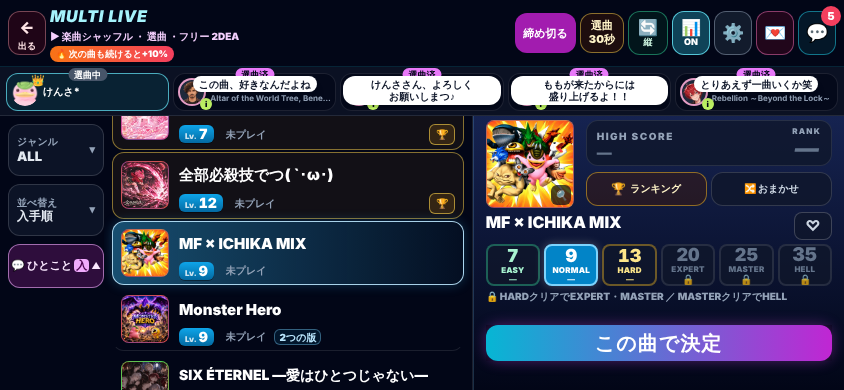 出る
MULTI LIVE
▶ 楽曲シャッフル ・ 選曲 ・フリー 2DEA
🔥 次の曲も続けると+10%
締め切る
選曲
30秒
🔄
縦
📊
ON
⚙️
💌
💬
5
選曲中
けんさ*
選曲済
この曲、好きなんだよね
Altar of the World Tree, Bene...
選曲済
けんささん、よろしく
お願いしまつ♪
選曲済
ももが来たからには
盛り上げるよ！！
選曲済
とりあえず一曲いくか笑
Rebellion ～Beyond the Lock～
ジャンル
ALL
▼
並べ替え
入手順
▼
💬 ひとこと 入 ▲
Lv. 7 未プレイ
全部必殺技でつ(｀･ω･)
Lv. 12 未プレイ
MF × ICHIKA MIX
Lv. 9 未プレイ
Monster Hero
Lv. 9 未プレイ 2つの版
SIX ÉTERNEL ―愛はひとつじゃない―
HIGH SCORE
—
RANK
—
🏆 ランキング
🔀 おまかせ
MF × ICHIKA MIX
♡
7
EASY
—
9
NORMAL
—
13
HARD
—
20
EXPERT
🔒
25
MASTER
🔒
35
HELL
🔒
🔒 HARDクリアでEXPERT・MASTER ／ MASTERクリアでHELL
この曲で決定